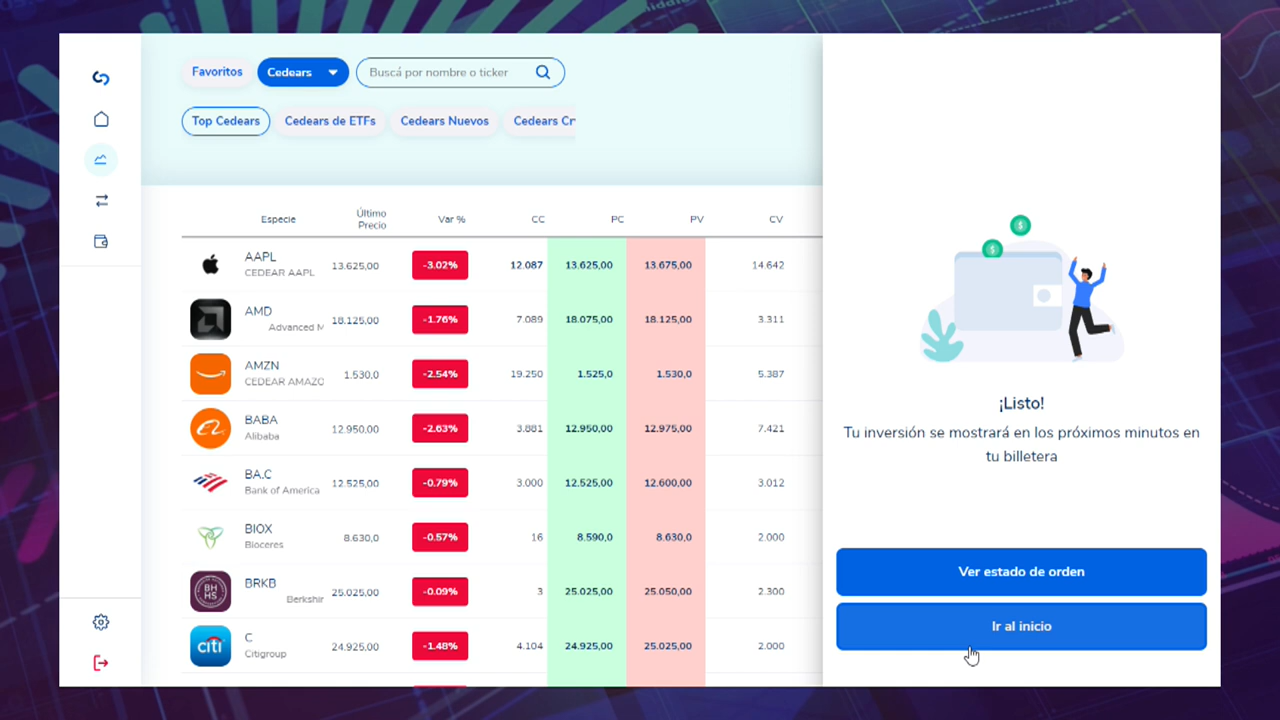 Favoritos
Cedears
Buscá por nombre o ticker
Top Cedears
Cedears de ETFs
Cedears Nuevos
Cedears Cr
Especie
Último
Precio
Var %
CC
PC
PV
CV
AAPL
CEDEAR AAPL
13.625,00
-3.02%
12.087
13.625,00
13.675,00
14.642
AMD
Advanced M
18.125,00
-1.76%
7.089
18.075,00
18.125,00
3.311
AMZN
CEDEAR AMAZO
1.530,0
-2.54%
19.250
1.525,0
1.530,0
5.387
BABA
Alibaba
12.950,00
-2.63%
3.881
12.950,00
12.975,00
7.421
BA.C
Bank of America
12.525,00
-0.79%
3.000
12.525,00
12.600,00
3.012
BIOX
Bioceres
8.630,0
-0.57%
16
8.590,0
8.630,0
2.000
BH
HS
BRKB
Berkshir
25.025,00
-0.09%
3
25.025,00
25.050,00
2.300
citi
C
Citigroup
24.925,00
-1.48%
4.104
24.925,00
25.025,00
2.000
¡Listo!
Tu inversión se mostrará en los próximos minutos en
tu billetera
Ver estado de orden
Ir al inicio